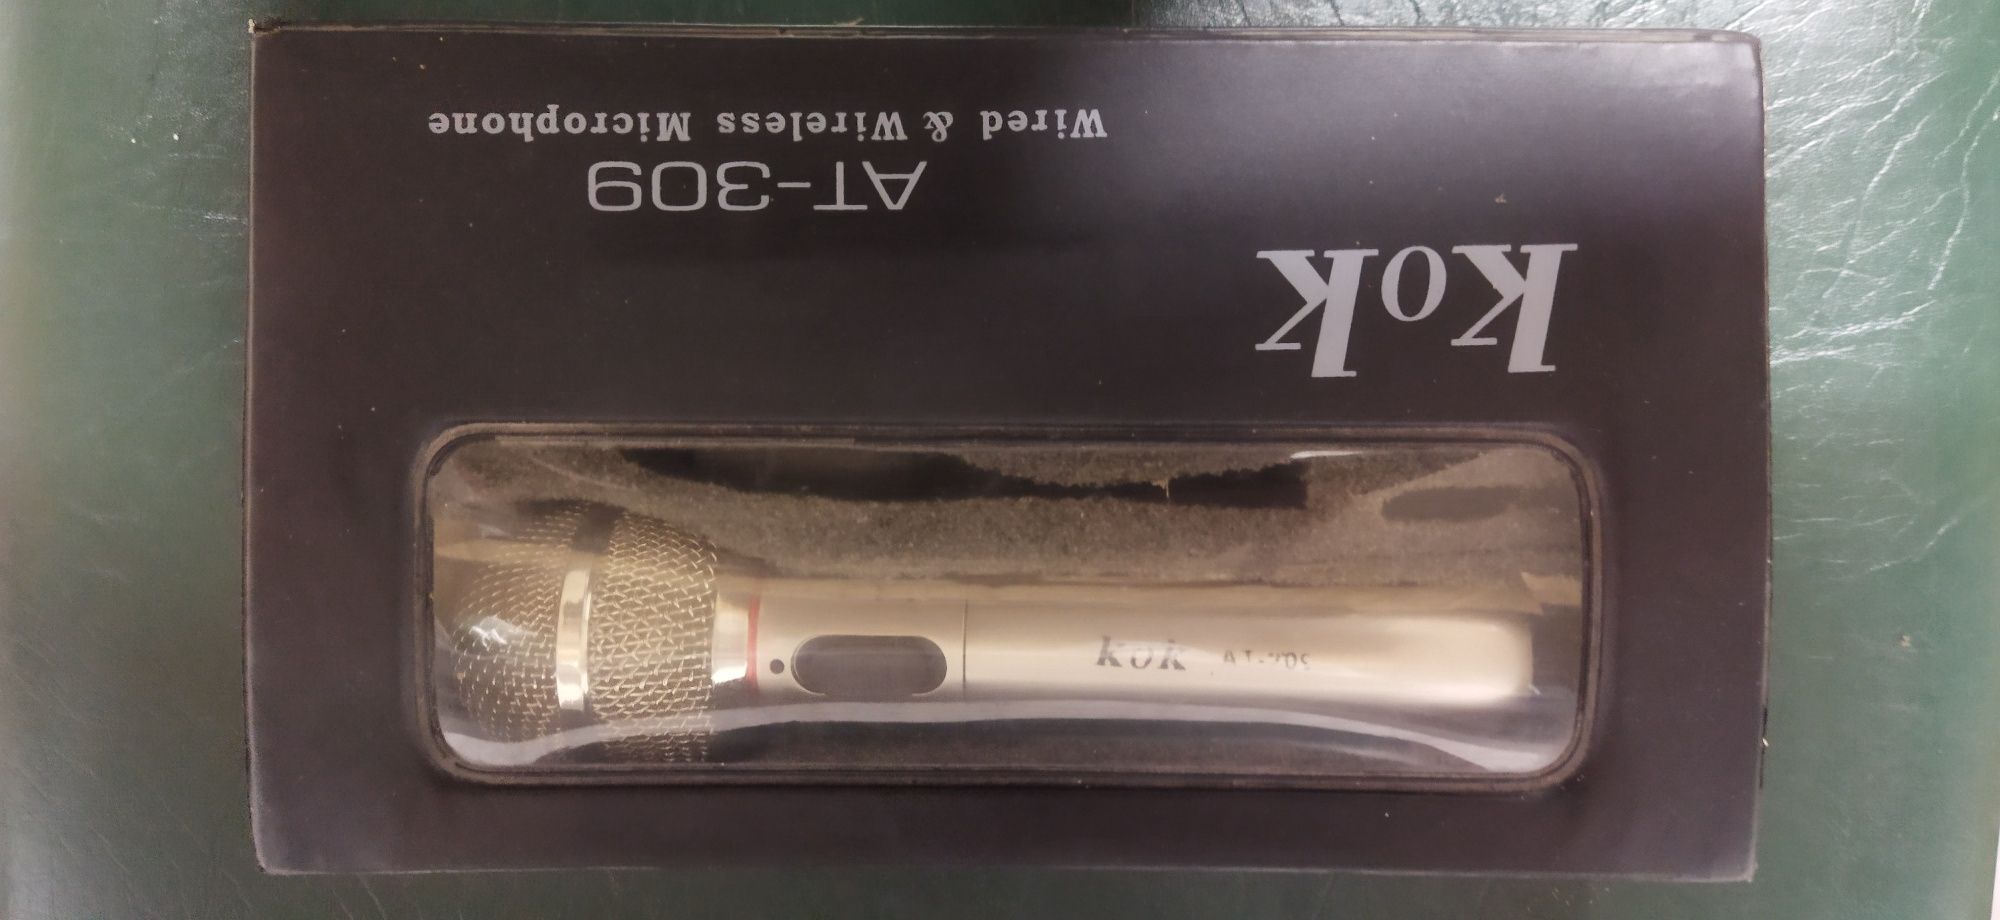 KOK
AT-309
Wired & Wireless Microphone
kok